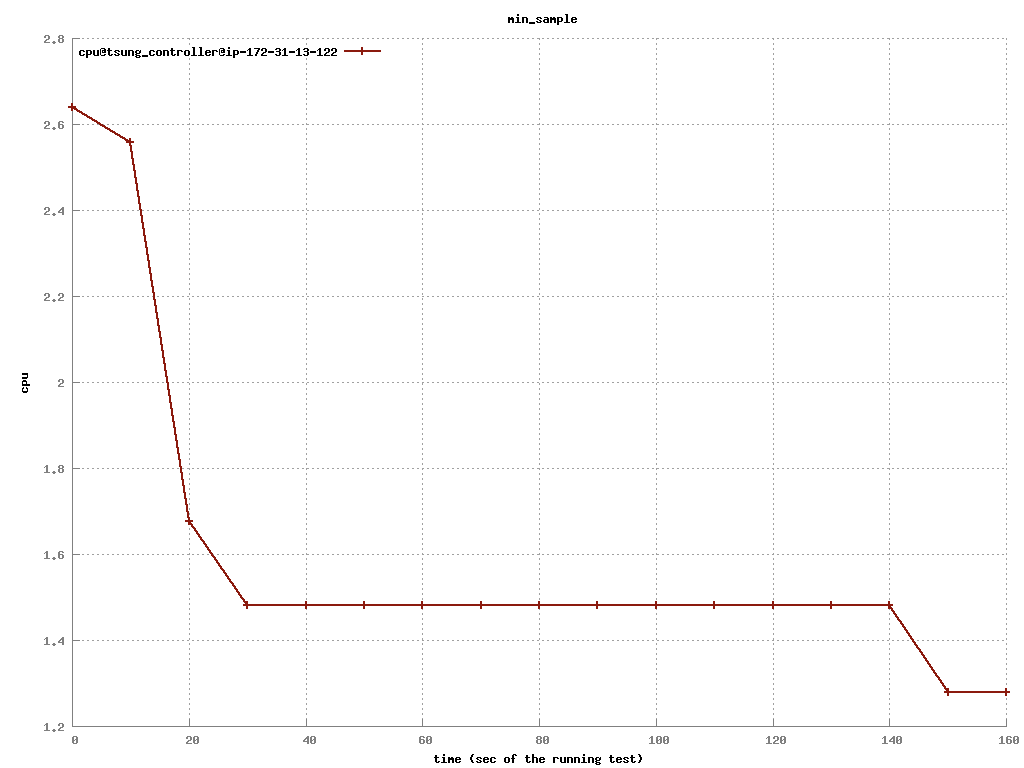 min_sample
cpu@tsung_controller@ip-172-31-13-122
2.8
2.6
2.4
2.2
2
1.8
1.6
1.4
1.2
cpu
0 20 40 60 80 100 120 140 160
time (sec of the running test)